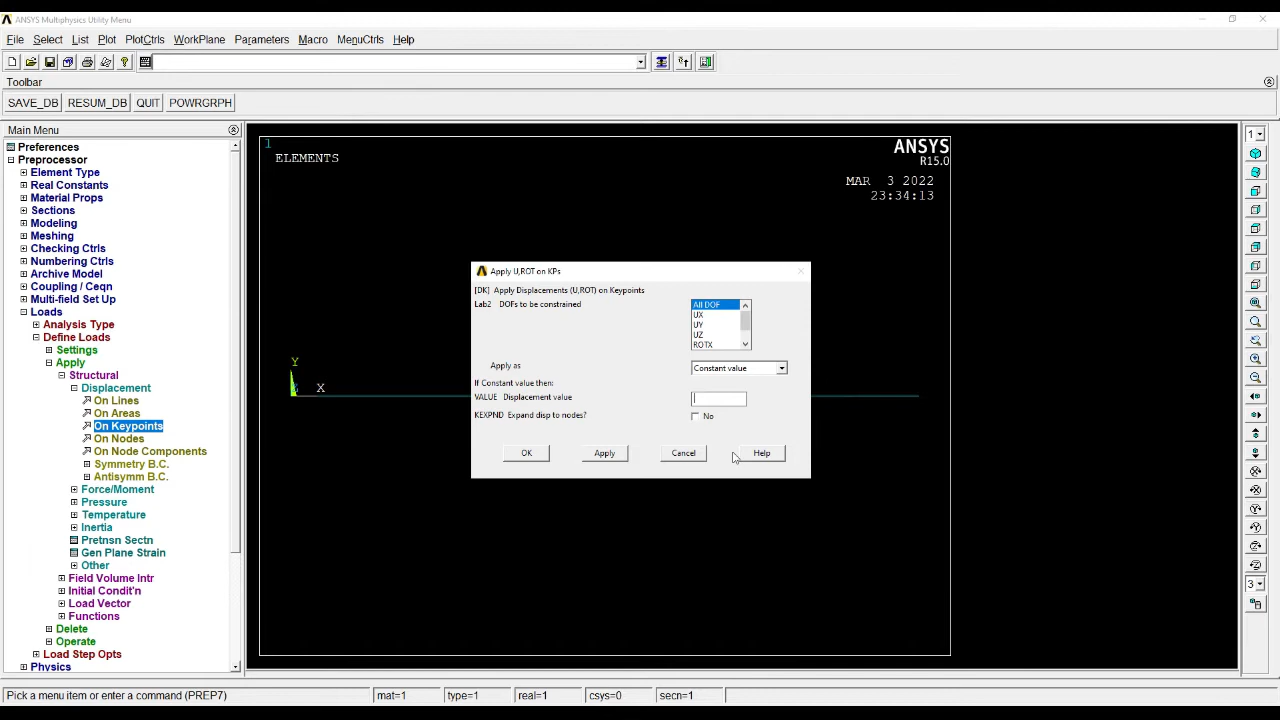 ANSYS Multiphysics Utility Menu
File Select List Plot PlotCtrls WorkPlane Parameters Macro MenuCtrls Help
Toolbar
SAVE_DB RESUM_DB QUIT POWRGRPH
Main Menu
Preferences
Preprocessor
Element Type
Real Constants
Material Props
Sections
Modeling
Meshing
Checking Ctrls
Numbering Ctrls
Archive Model
Coupling / Ceqn
Multi-field Set Up
Loads
Analysis Type
Define Loads
Settings
Apply
Structural
Displacement
On Lines
On Areas
On Keypoints
On Nodes
On Node Components
Symmetry B.C.
Antisymm B.C.
Force/Moment
Pressure
Temperature
Inertia
Pretnsn Sectn
Gen Plane Strain
Other
Field Volume Intr
Initial Condit'n
Load Vector
Functions
Delete
Operate
Load Step Opts
Physics
1
ELEMENTS
ANSYS
R15.0
MAR 3 2022
23:34:13
Y
Z X
Apply U,ROT on KPs
[DK] Apply Displacements (U,ROT) on Keypoints
Lab2 DOFs to be constrained
All DOF
UX
UY
UZ
ROTX
Apply as Constant value
If Constant value then:
VALUE Displacement value
KEXPND Expand disp to nodes? No
OK Apply Cancel Help
1
3
Pick a menu item or enter a command (PREP7) mat=1 type=1 real=1 csys=0 secn=1